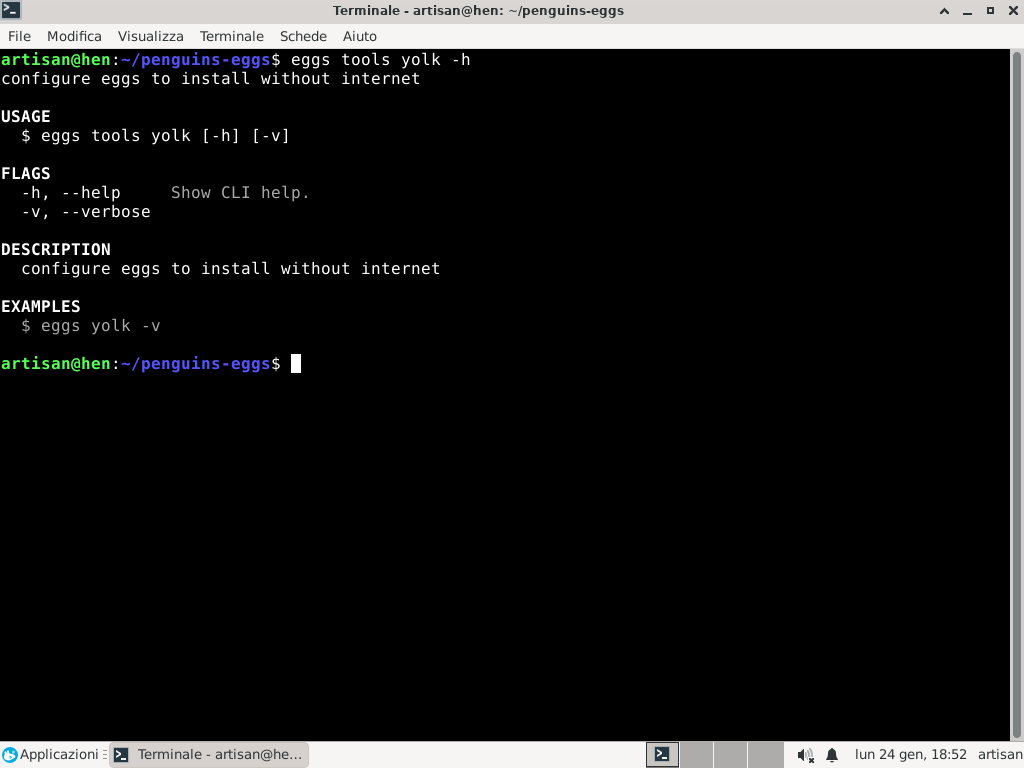 Terminale - artisan@hen: ~/penguins-eggs
File Modifica Visualizza Terminale Schede Aiuto
artisan@hen:~/penguins-eggs$ eggs tools yolk -h
configure eggs to install without internet
USAGE
$ eggs tools yolk [-h] [-v]
FLAGS
-h, --help Show CLI help.
-v, --verbose
DESCRIPTION
configure eggs to install without internet
EXAMPLES
$ eggs yolk -v
artisan@hen:~/penguins-eggs$
Applicazioni Terminale - artisan@he... lun 24 gen, 18:52 artisan